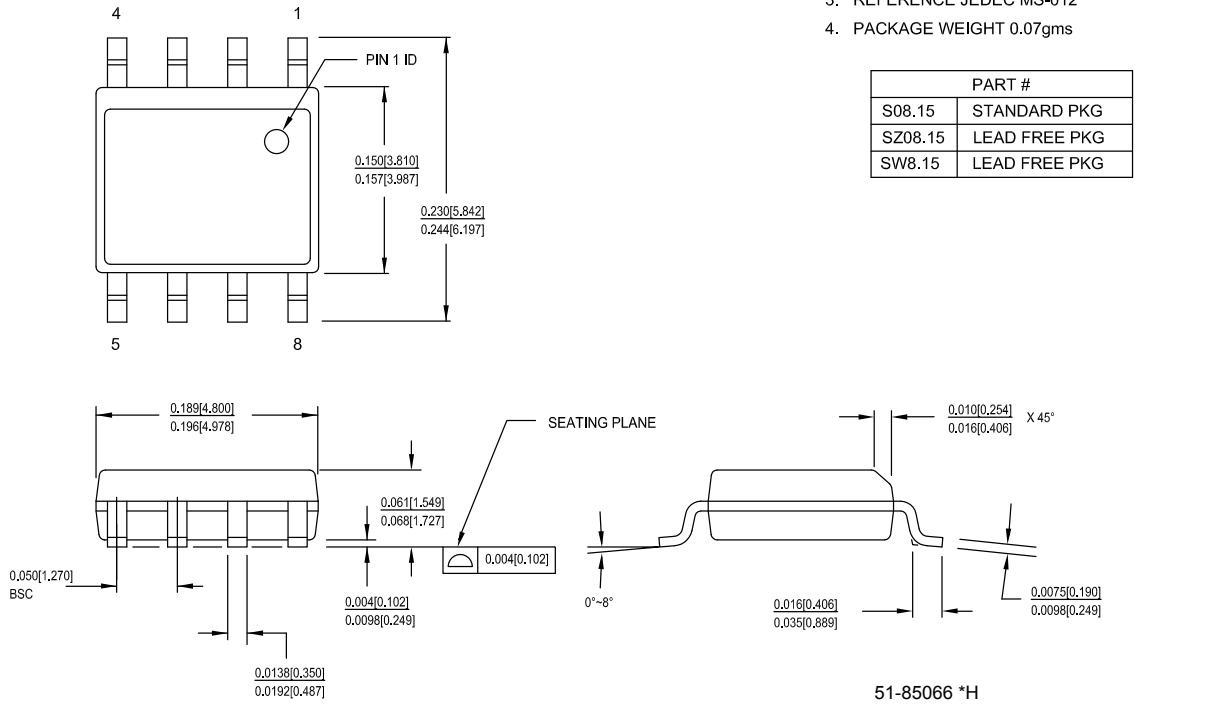 3. REFERENCE JEDEC MS-012
4. PACKAGE WEIGHT 0.07gms
PART #
S08.15 STANDARD PKG
SZ08.15 LEAD FREE PKG
SW8.15 LEAD FREE PKG
4 1
PIN 1 ID
0.150[3.810]
0.157[3.987]
0.230[5.842]
0.244[6.197]
5 8
0.189[4.800]
0.196[4.978]
SEATING PLANE
0.010[0.254]
0.016[0.406]
X 45°
0.061[1.549]
0.068[1.727]
0.004[0.102]
0.050[1.270]
BSC
0.004[0.102]
0.0098[0.249]
0°~8°
0.016[0.406]
0.035[0.889]
0.0075[0.190]
0.0098[0.249]
0.0138[0.350]
0.0192[0.487]
51-85066 *H